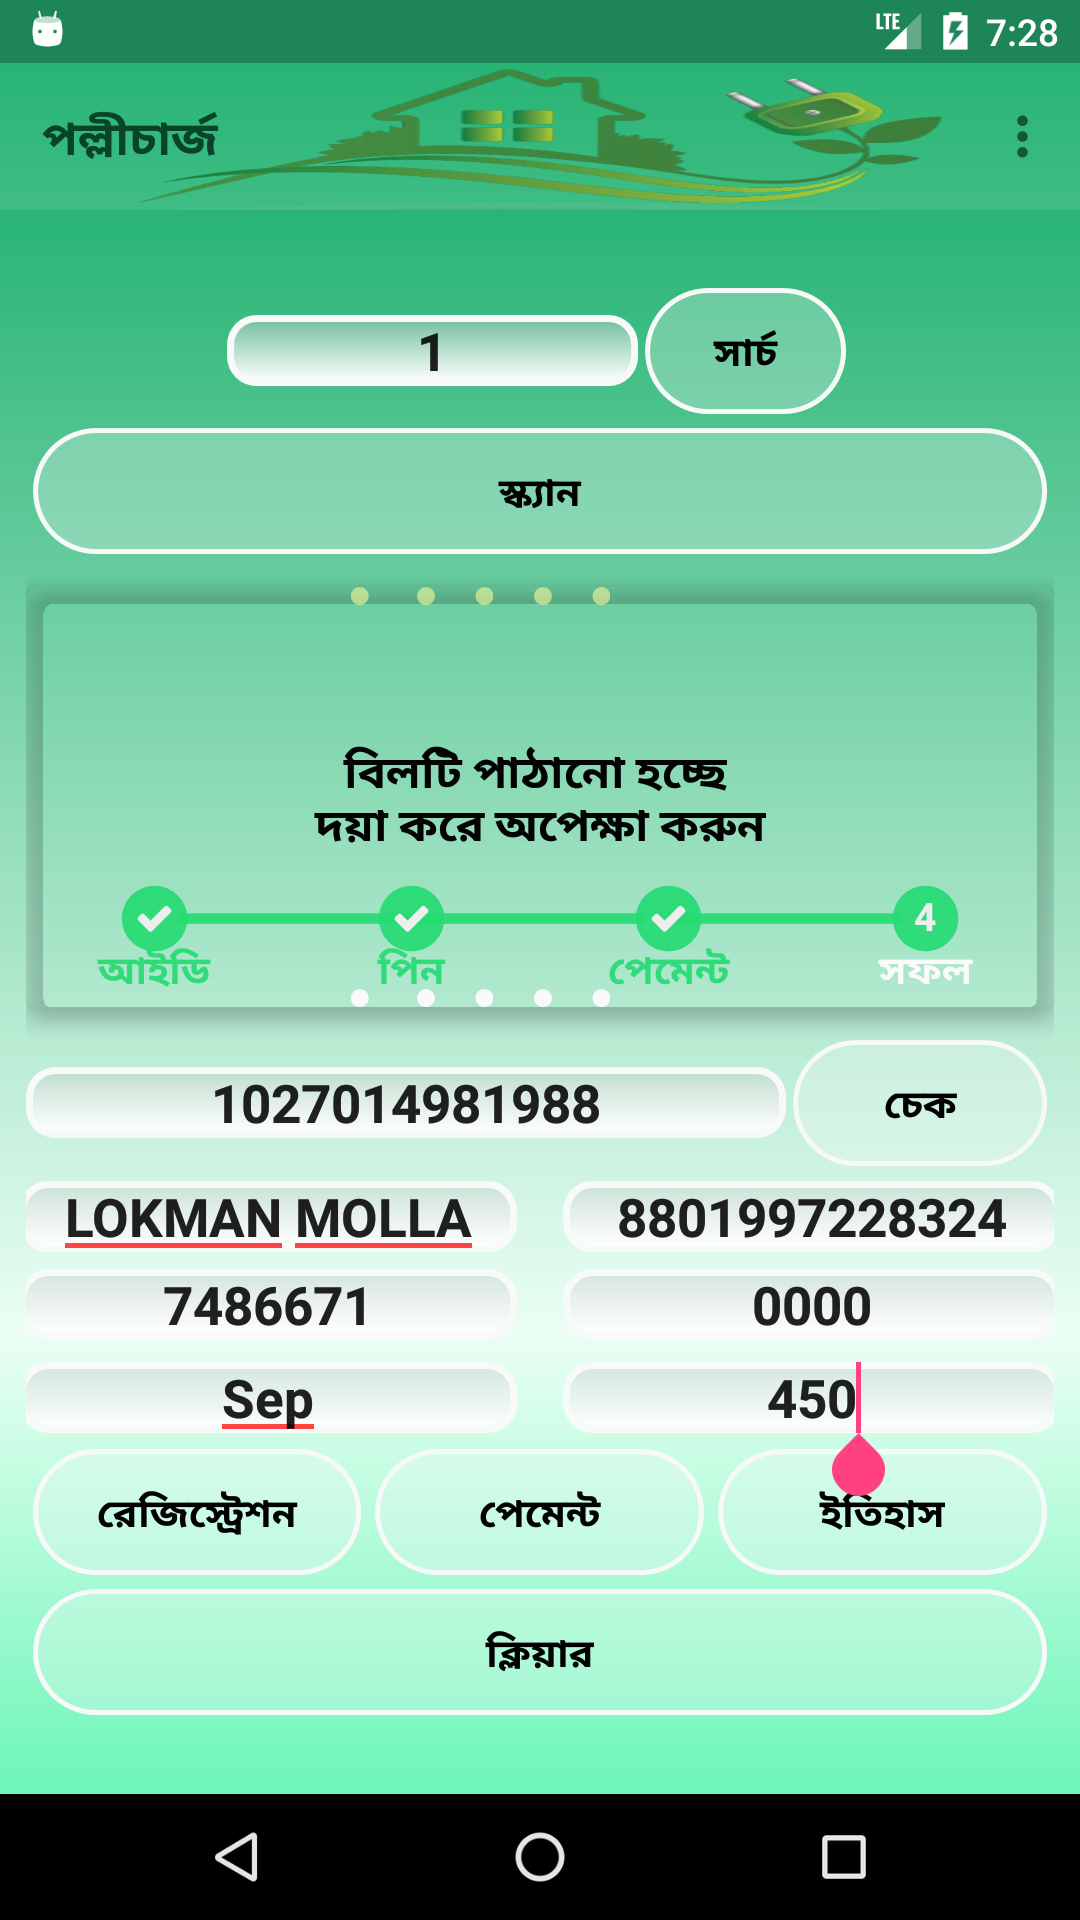 LTE 7:28
পল্লীচার্জ
1 সার্চ
স্ক্যান
বিলটি পাঠানো হচ্ছে
দয়া করে অপেক্ষা করুন
4
আইডি পিন পেমেন্ট সফল
1027014981988 চেক
LOKMAN MOLLA 8801997228324
7486671 0000
Sep 450
রেজিস্ট্রেশন পেমেন্ট ইতিহাস
ক্লিয়ার